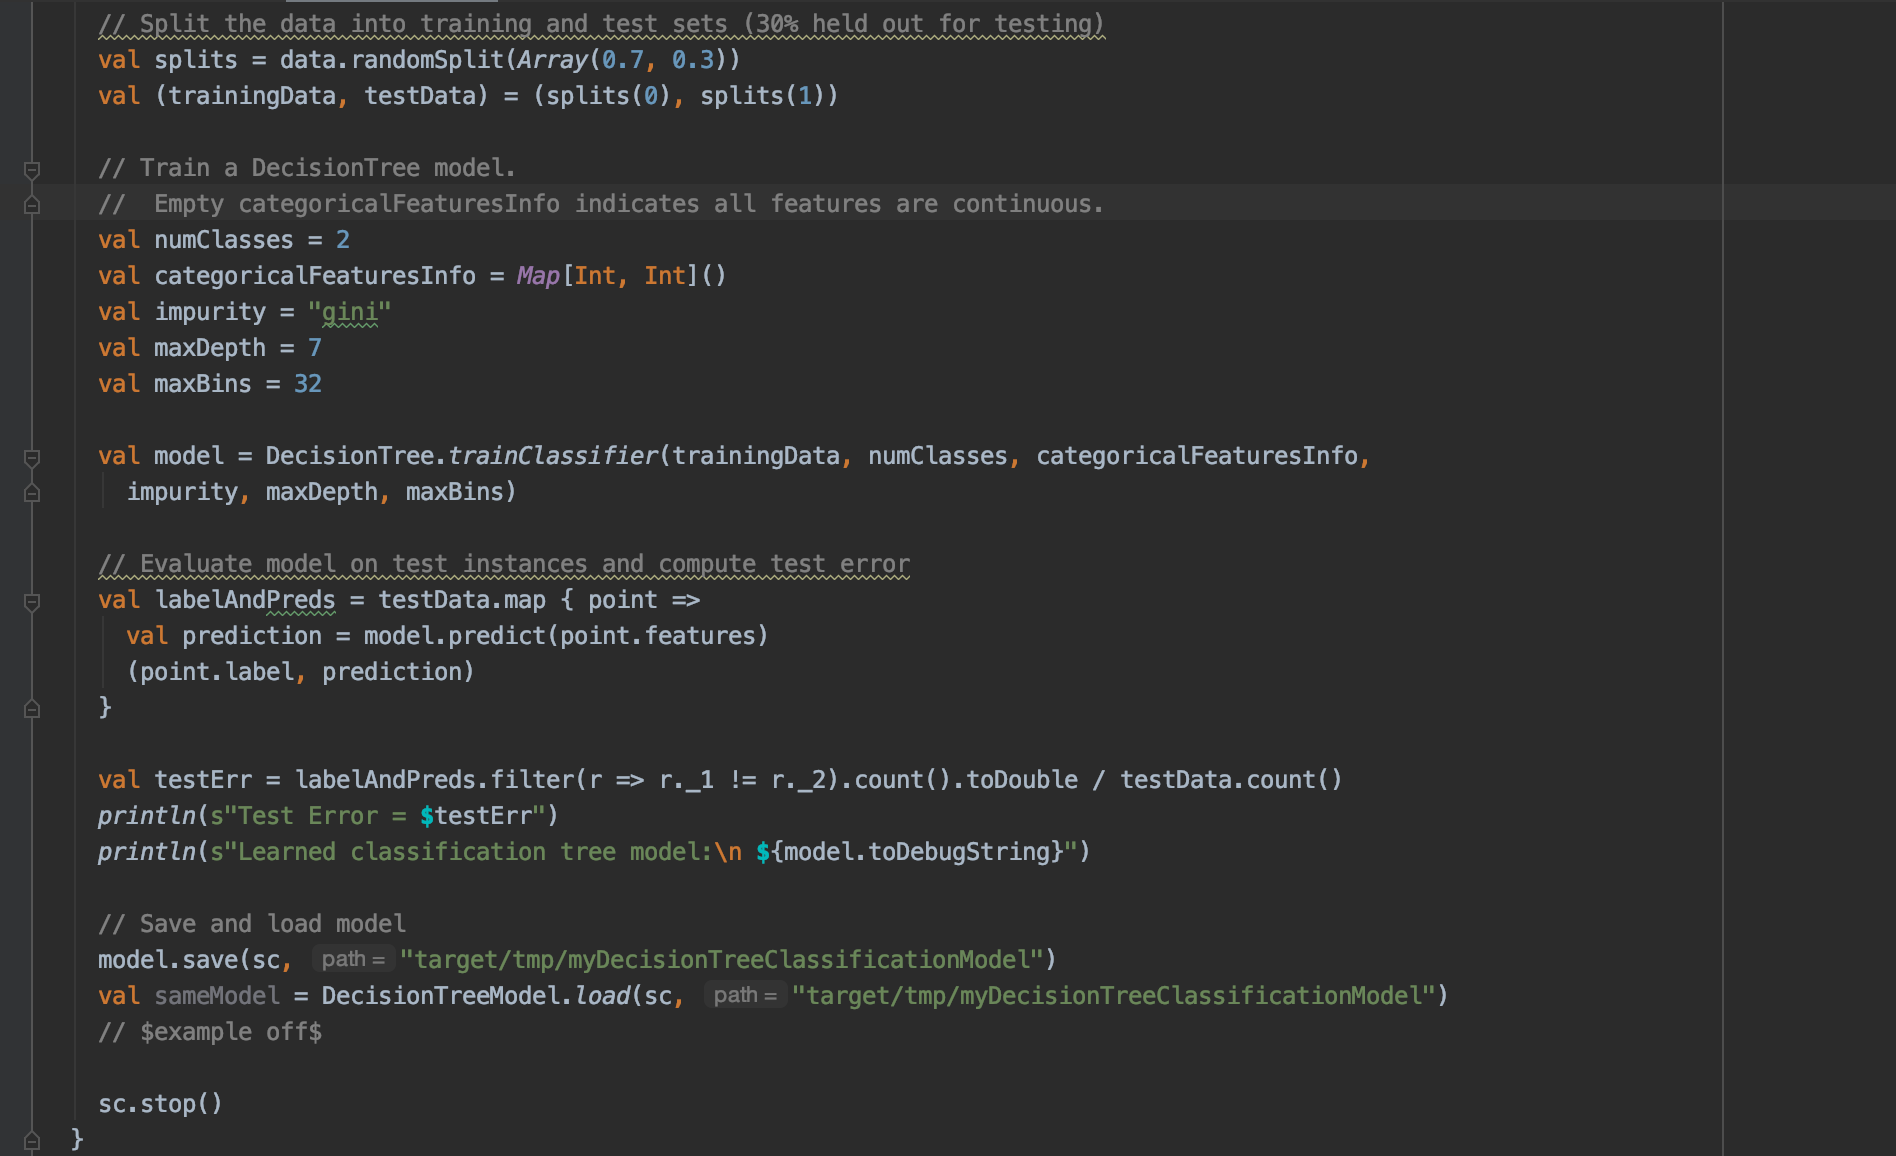 // Split the data into training and test sets (30% held out for testing)
val splits = data.randomSplit(Array(0.7, 0.3))
val (trainingData, testData) = (splits(0), splits(1))
// Train a DecisionTree model.
//  Empty categoricalFeaturesInfo indicates all features are continuous.
val numClasses = 2
val categoricalFeaturesInfo = Map[Int, Int]()
val impurity = "gini"
val maxDepth = 7
val maxBins = 32
val model = DecisionTree.trainClassifier(trainingData, numClasses, categoricalFeaturesInfo,
  impurity, maxDepth, maxBins)
// Evaluate model on test instances and compute test error
val labelAndPreds = testData.map { point =>
  val prediction = model.predict(point.features)
  (point.label, prediction)
}
val testErr = labelAndPreds.filter(r => r._1 != r._2).count().toDouble / testData.count()
println(s"Test Error = $testErr")
println(s"Learned classification tree model:\n ${model.toDebugString}")
// Save and load model
model.save(sc, path = "target/tmp/myDecisionTreeClassificationModel")
val sameModel = DecisionTreeModel.load(sc, path = "target/tmp/myDecisionTreeClassificationModel")
// $example off$
sc.stop()
}